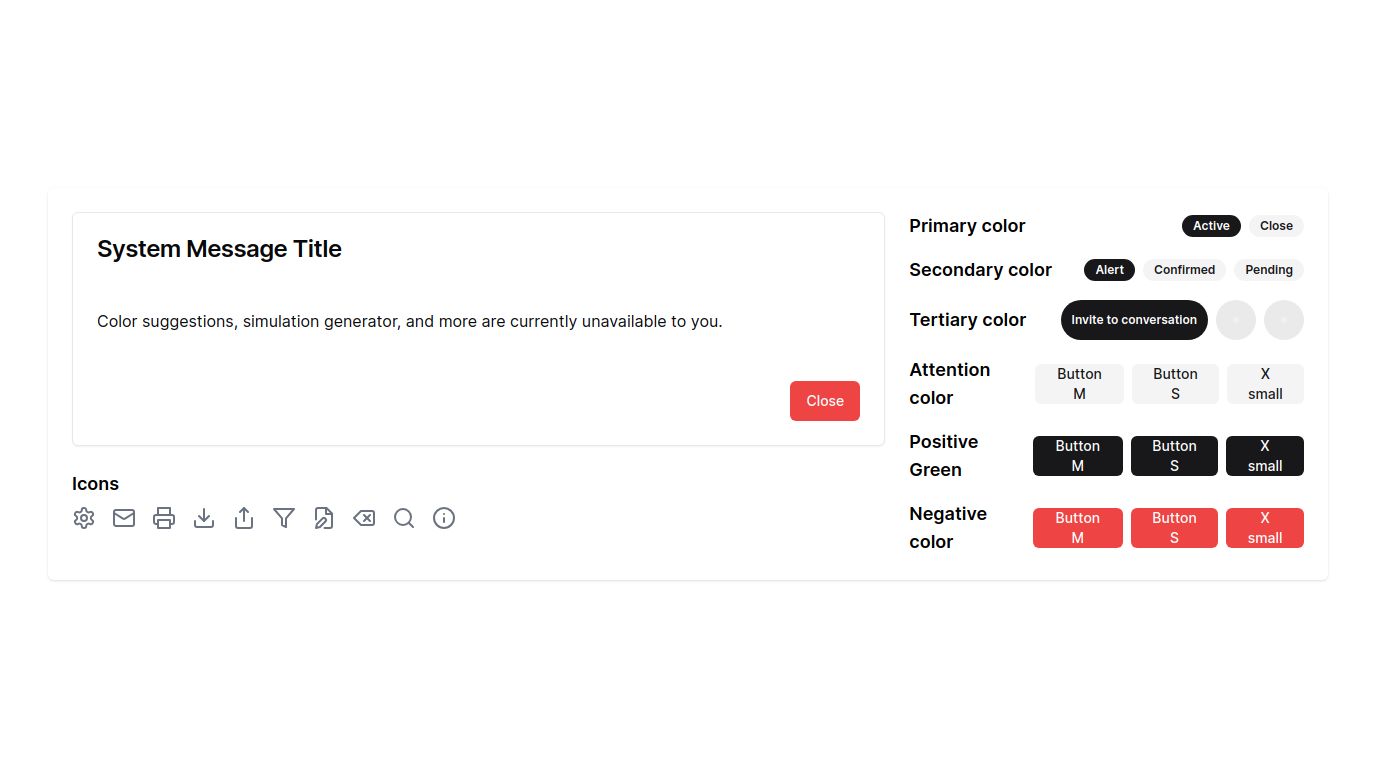 System Message Title
Color suggestions, simulation generator, and more are currently unavailable to you.
Close
Icons
Primary color
Active
Close
Secondary color
Alert
Confirmed
Pending
Tertiary color
Invite to conversation
Attention
color
Button
M
Button
S
X
small
Positive
Green
Button
M
Button
S
X
small
Negative
color
Button
M
Button
S
X
small